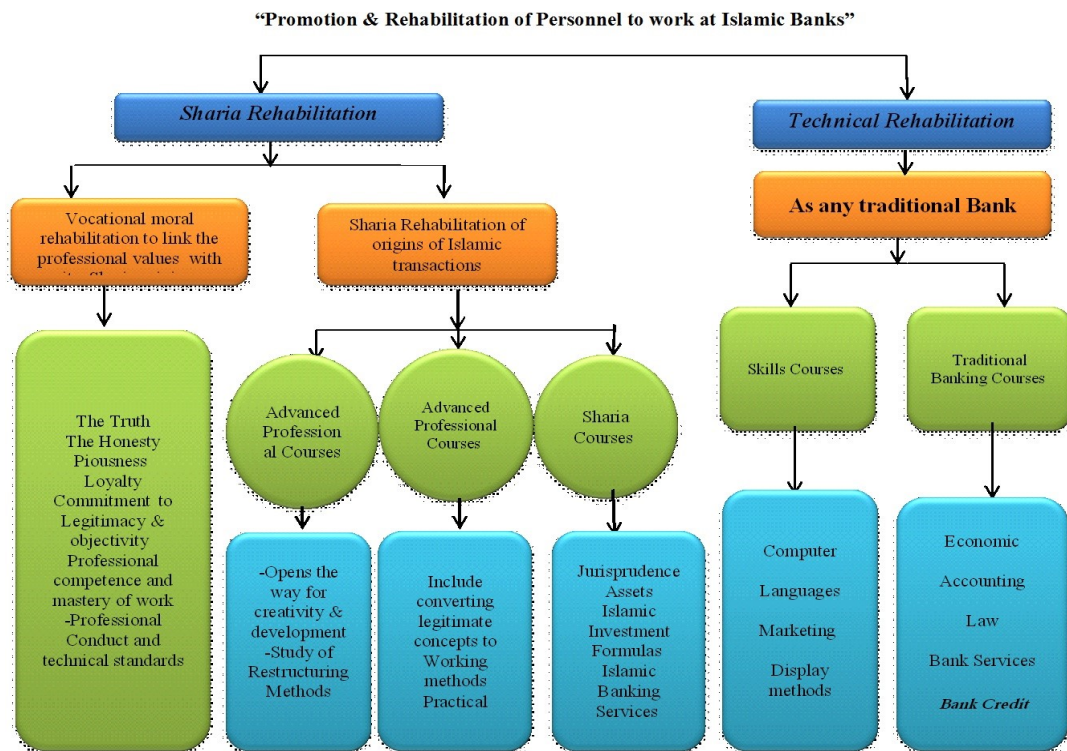 “Promotion & Rehabilitation of Personnel to work at Islamic Banks”
Sharia Rehabilitation
Technical Rehabilitation
Vocational moral
rehabilitation to link the
professional values with
Sharia Rehabilitation of
origins of Islamic
transactions
As any traditional Bank
The Truth
The Honesty
Piousness
Loyalty
Commitment to
Legitimacy &
objectivity
Professional
competence and
mastery of work
-Professional
Conduct and
technical standards
Advanced
Profession
al Courses
Advanced
Professional
Courses
Sharia
Courses
Skills Courses
Traditional
Banking Courses
-Opens the
way for
creativity &
development
-Study of
Restructuring
Methods
Include
converting
legitimate
concepts to
Working
methods
Practical
Jurisprudence
Assets
Islamic
Investment
Formulas
Islamic
Banking
Services
Computer
Languages
Marketing
Display
methods
Economic
Accounting
Law
Bank Services
Bank Credit